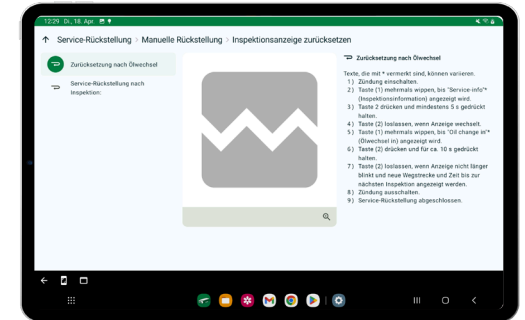 12:29 Di., 18. Apr.
Service-Rückstellung > Manuelle Rückstellung > Inspektionsanzeige zurücksetzen
Zurücksetzung nach Ölwechsel
Service-Rückstellung nach
Inspektion:
Zurücksetzung nach Ölwechsel
Texte, die mit * vermerkt sind, können variieren.
1) Zündung einschalten.
2) Taste (1) mehrmals wippen, bis "Service-info"*
(Inspektionsinformation) angezeigt wird.
3) Taste 2 drücken und mindestens 5 s gedrückt
halten.
4) Taste (2) loslassen, wenn Anzeige wechselt.
5) Taste (1) mehrmals wippen, bis "Oil change in"*
(Ölwechsel in) angezeigt wird.
6) Taste (2) drücken und für ca. 10 s gedrückt
halten.
7) Taste (2) loslassen, wenn Anzeige nicht länger
blinkt und neue Wegstrecke und Zeit bis zur
nächsten Inspektion angezeigt werden.
8) Zündung ausschalten.
9) Service-Rückstellung abgeschlossen.